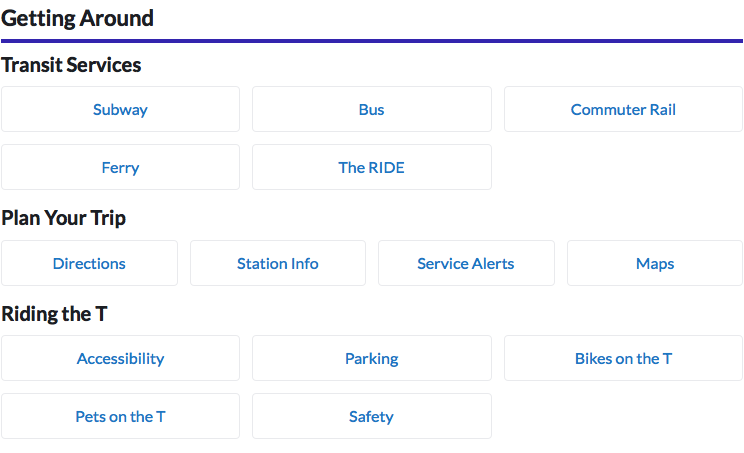 Getting Around
Transit Services
Subway
Bus
Commuter Rail
Ferry
The RIDE
Plan Your Trip
Directions
Station Info
Service Alerts
Maps
Riding the T
Accessibility
Parking
Bikes on the T
Pets on the T
Safety